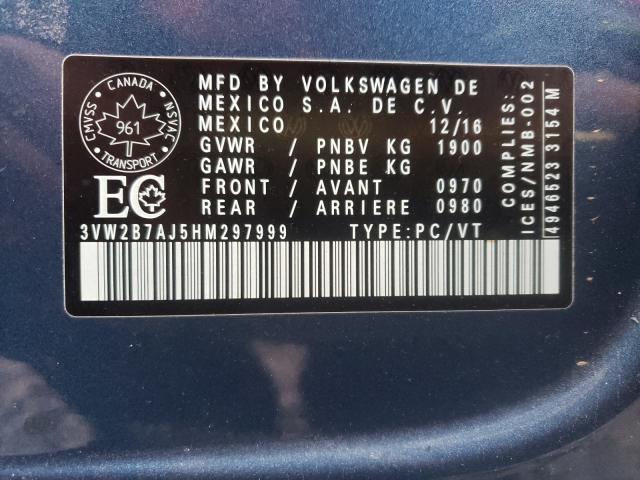 CANADA
CMVSS
NSVAC
961
TRANSPORT
EC
MFD BY VOLKSWAGEN DE
MEXICO S.A. DE C.V.
MEXICO 12/16
GVWR / PNBV KG 1900
GAWR / PNBE KG
FRONT / AVANT 0970
REAR / ARRIERE 0980
3VW2B7AJ5HM297999 TYPE:PC/VT
COMPLIES:
ICES/NMB-002
4946523 3154 M